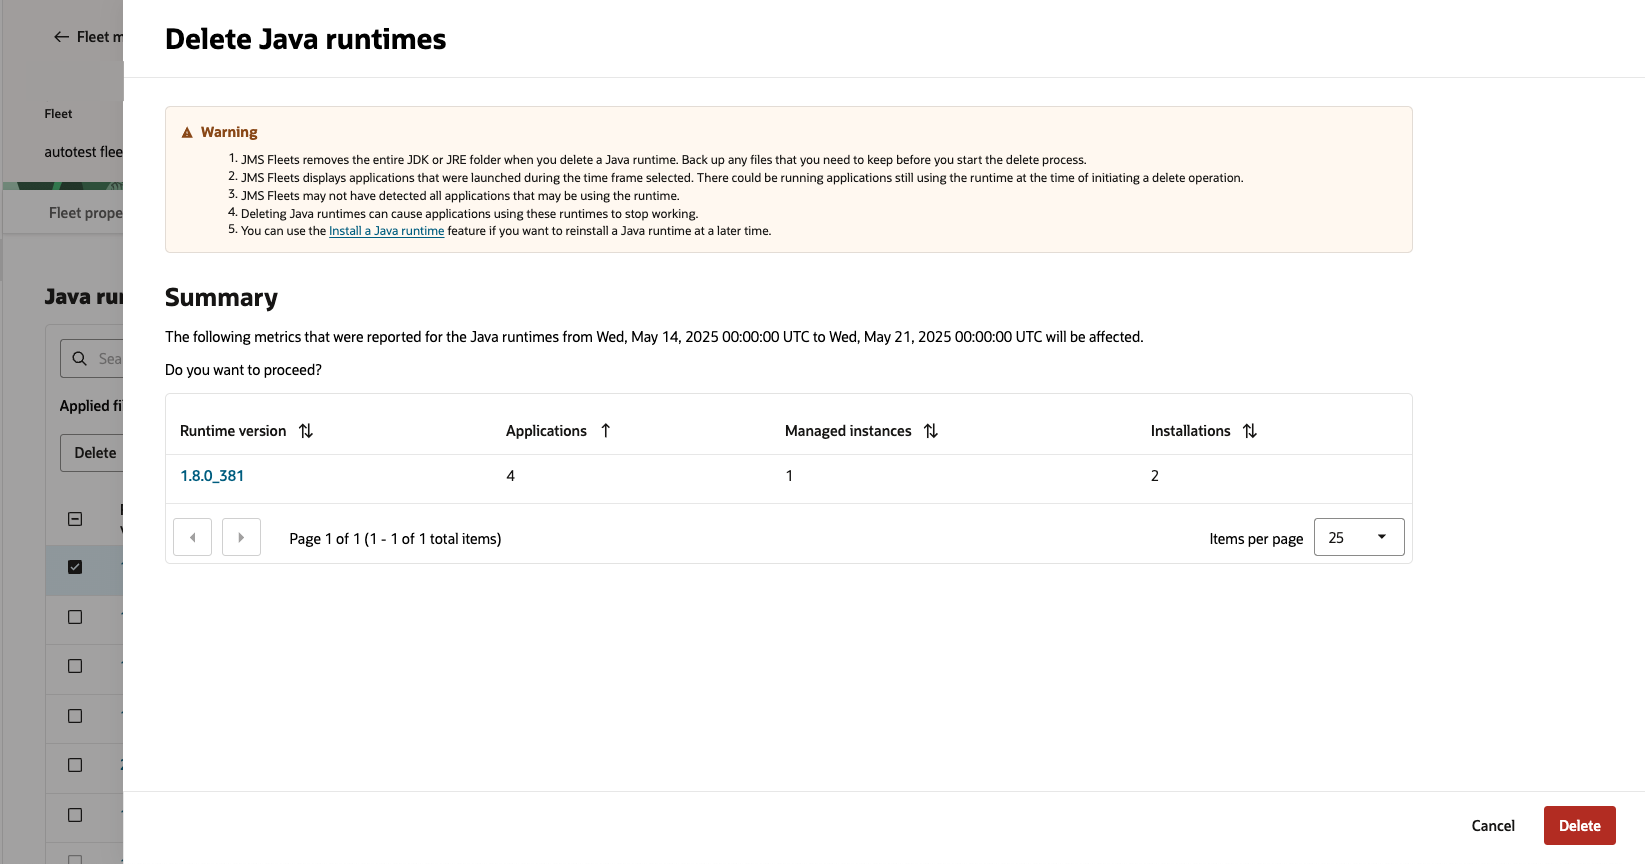 Delete Java runtimes
Fleet
Fleet
autotest
Fleet
Java
Applied
Delete
Warning
1. JMS Fleets removes the entire JDK or JRE folder when you delete a Java runtime. Back up any files that you need to keep before you start the delete process.
2. JMS Fleets displays applications that were launched during the time frame selected. There could be running applications still using the runtime at the time of initiating a delete operation.
3. JMS Fleets may not have detected all applications that may be using the runtime.
4. Deleting Java runtimes can cause applications using these runtimes to stop working.
5. You can use the Install a Java runtime feature if you want to reinstall a Java runtime at a later time.
Summary
The following metrics that were reported for the Java runtimes from Wed, May 14, 2025 00:00:00 UTC to Wed, May 21, 2025 00:00:00 UTC will be affected.
Do you want to proceed?
Runtime version Applications Managed instances Installations
1.8.0_381 4 1 2
Page 1 of 1 (1 - 1 of 1 total items) Items per page 25
Cancel Delete